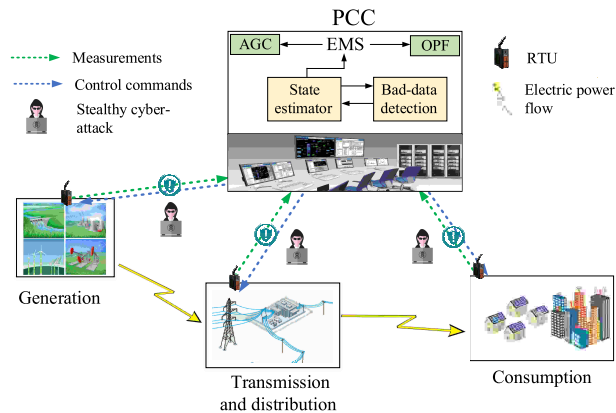 PCC
AGC
EMS
OPF
State
estimator
Bad-data
detection
Measurements
Control commands
Stealthy cyber-
attack
RTU
Electric power
flow
Generation
Transmission
and distribution
Consumption